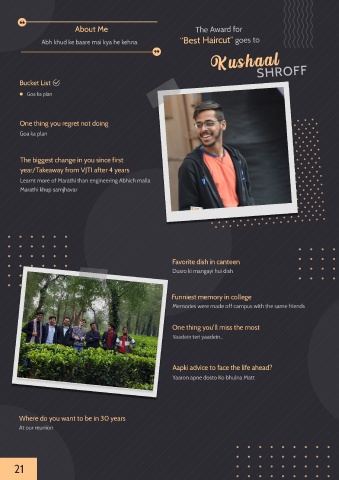 About Me
Abh khud ke baare mai kya he kehna
The Award for
"Best Haircut" goes to
Kushaal
SHROFF
Bucket List
Goa ka plan
One thing you regret not doing
Goa ka plan
The biggest change in you since first
year/Takeaway from VJTI after 4 years
Learnt more of Marathi than engineering Abhich malla
Marathi khup samjhavar
Favorite dish in canteen
Dusro ki mangayi hui dish
Funniest memory in college
Memories were made off campus with the same friends
One thing you'll miss the most
Yaadein teri yaadein..
Aapki advice to face the life ahead?
Yaaron apne dosto Ko bhulna Matt
Where do you want to be in 30 years
At our reunion
21